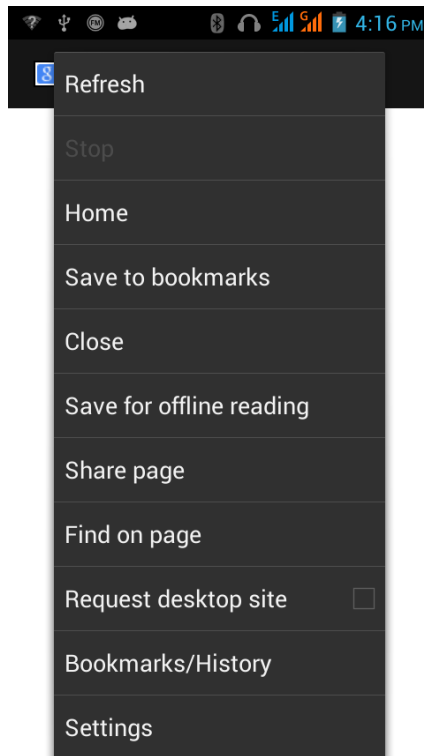 E G 4:16 PM
8 Refresh
Stop
Home
Save to bookmarks
Close
Save for offline reading
Share page
Find on page
Request desktop site
Bookmarks/History
Settings